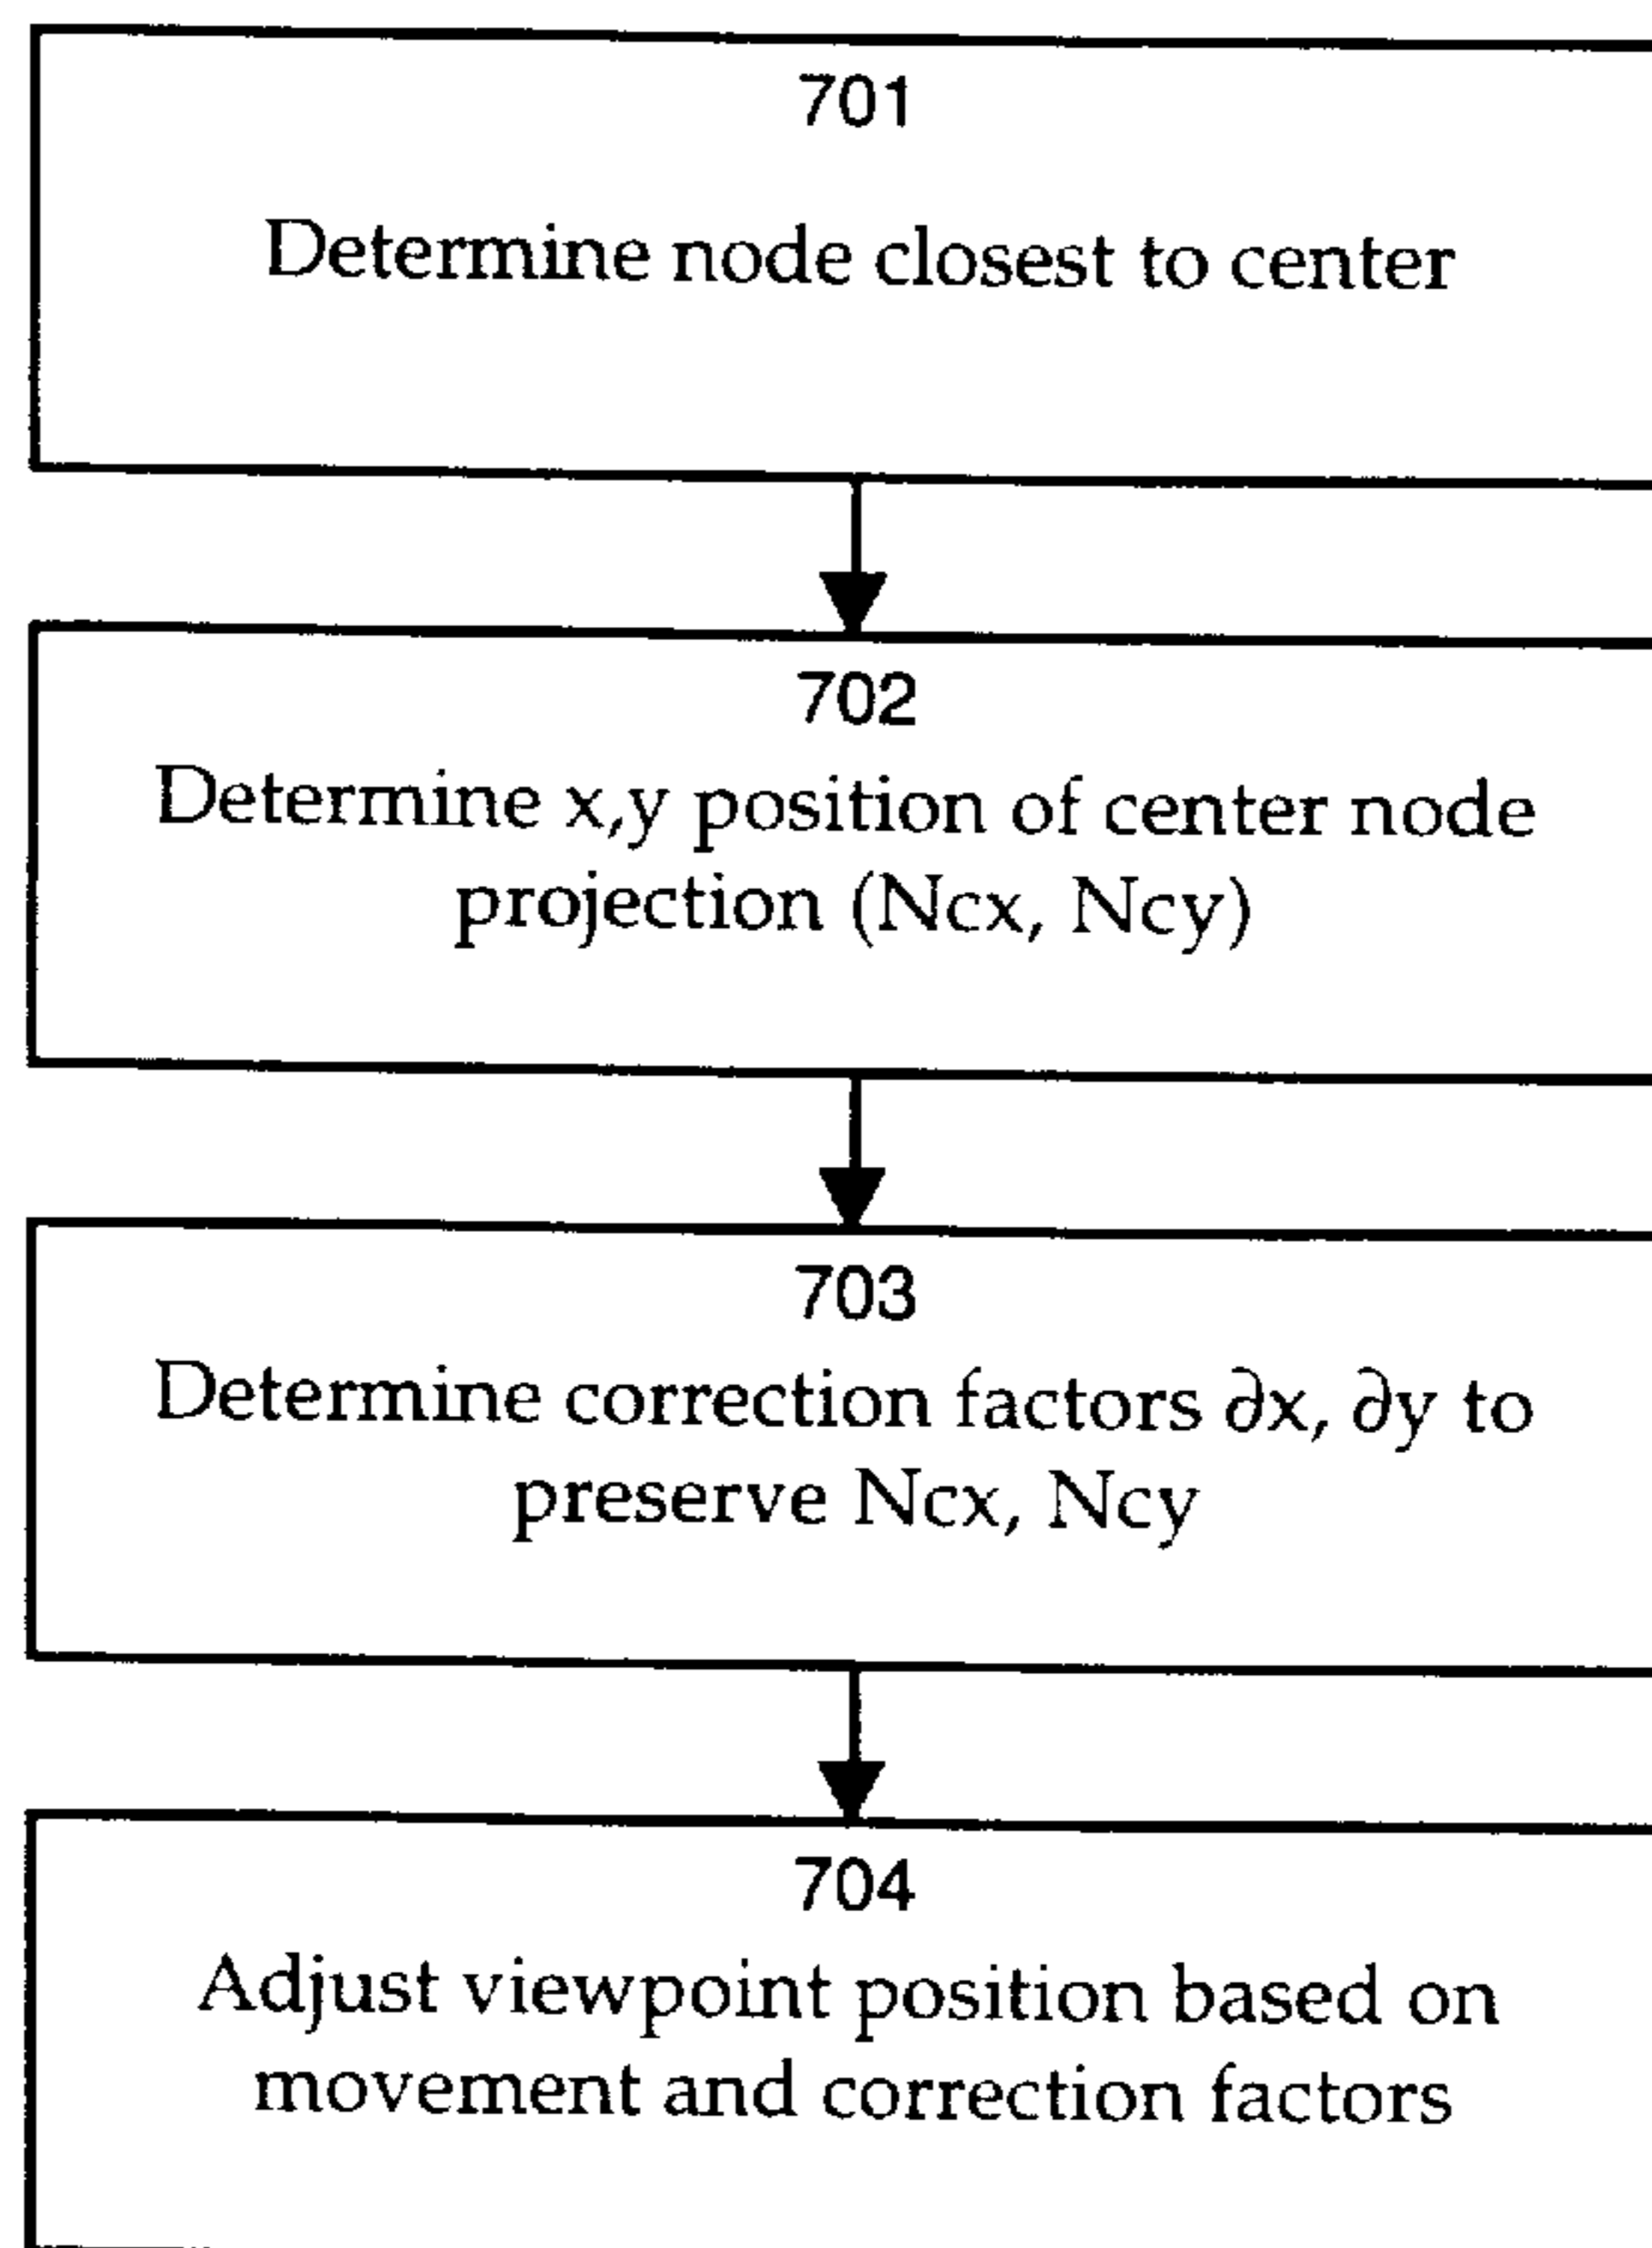 701
Determine node closest to center
702
Determine x,y position of center node
projection (Ncx, Ncy)
703
Determine correction factors ∂x, ∂y to
preserve Ncx, Ncy
704
Adjust viewpoint position based on
movement and correction factors